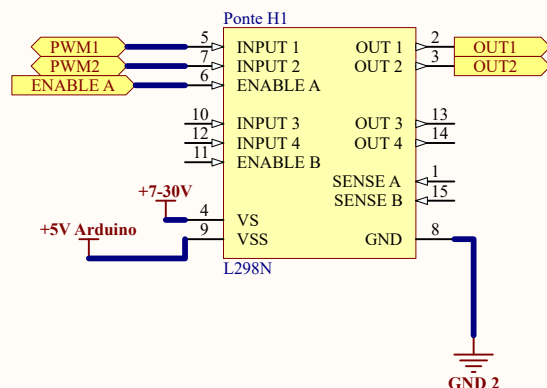 Ponte H1
PWM1 5 INPUT 1 OUT 1 2 OUT1
PWM2 7 INPUT 2 OUT 2 3 OUT2
ENABLE A 6 ENABLE A
10 INPUT 3 OUT 3 13
12 INPUT 4 OUT 4 14
11 ENABLE B
SENSE A 1
SENSE B 15
+7-30V
4 VS
+5V Arduino
9 VSS GND 8
L298N
GND 2